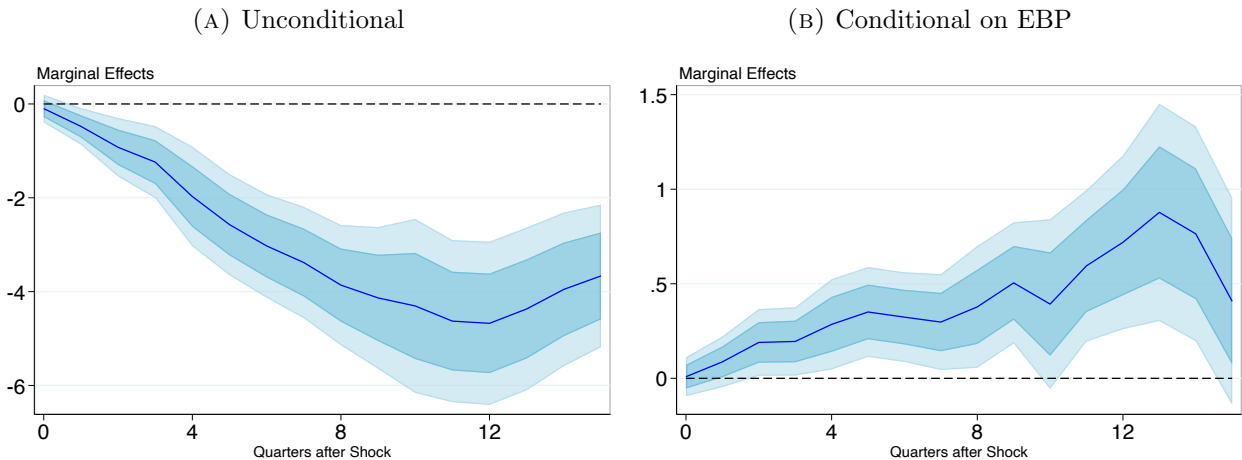 (A) Unconditional
Marginal Effects
0
-2
-4
-6
0 4 8 12
Quarters after Shock
(B) Conditional on EBP
Marginal Effects
1.5
1
.5
0
0 4 8 12
Quarters after Shock